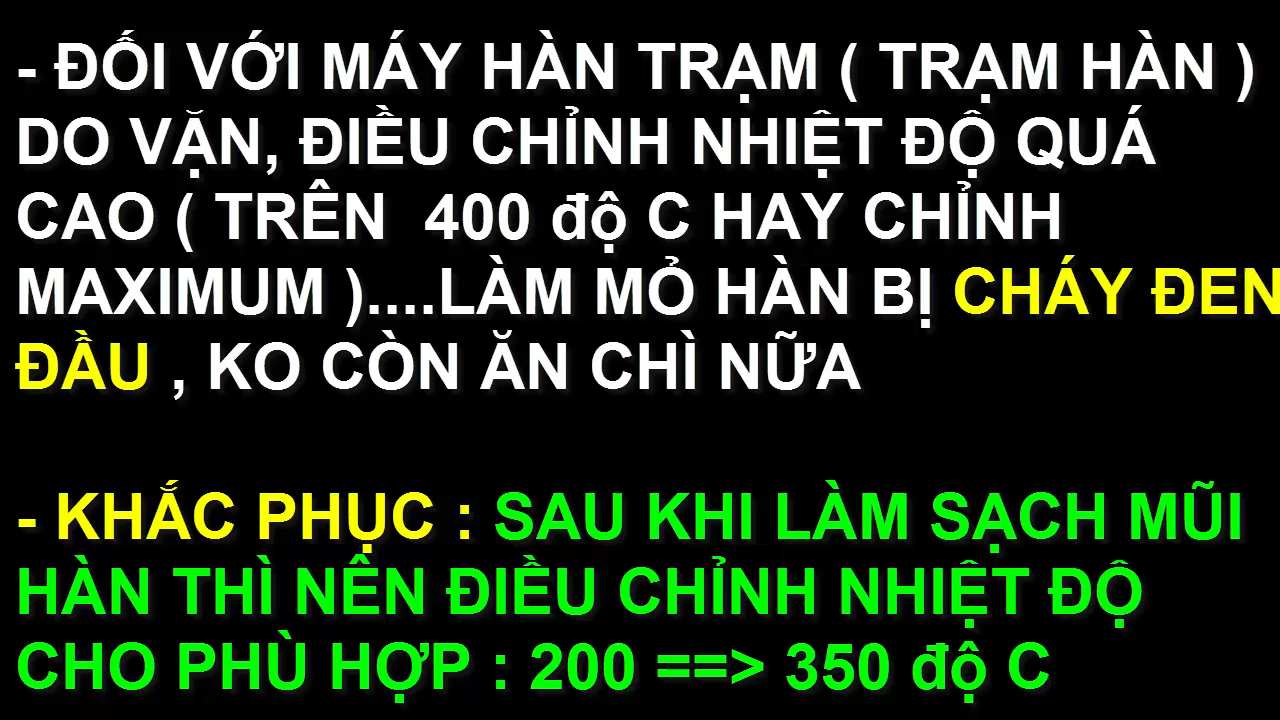 - ĐỐI VỚI MÁY HÀN TRẠM ( TRẠM HÀN )
DO VẶN, ĐIỀU CHỈNH NHIỆT ĐỘ QUÁ
CAO ( TRÊN  400 độ C HAY CHỈNH
MAXIMUM )....LÀM MỎ HÀN BỊ CHÁY ĐEN
ĐẦU , KO CÒN ĂN CHÌ NỮA
- KHẮC PHỤC : SAU KHI LÀM SẠCH MŨI
HÀN THÌ NÊN ĐIỀU CHỈNH NHIỆT ĐỘ
CHO PHÙ HỢP : 200 ==> 350 độ C